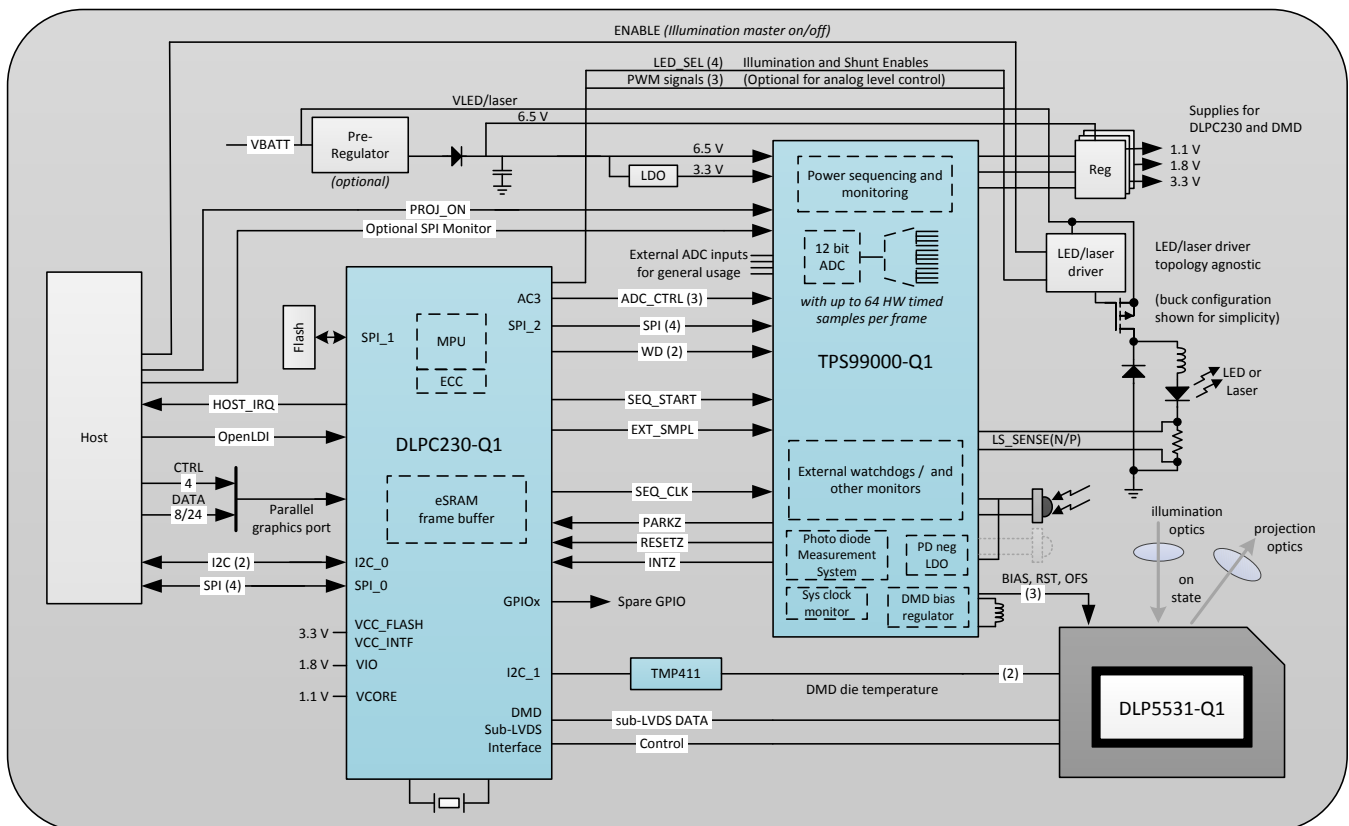 ENABLE (Illumination master on/off)
LED_SEL (4) Illumination and Shunt Enables
PWM signals (3) (Optional for analog level control)
VLED/laser
6.5 V
Supplies for
DLPC230 and DMD
VBATT
Pre-
Regulator
(optional)
6.5 V
LDO
3.3 V
Power sequencing and
monitoring
Reg
1.1 V
1.8 V
3.3 V
PROJ_ON
Optional SPI Monitor
External ADC inputs
for general usage
12 bit
ADC
with up to 64 HW timed
samples per frame
LED/laser
driver
LED/laser driver
topology agnostic
(buck configuration
shown for simplicity)
Flash
SPI_1
MPU
ECC
AC3
SPI_2
ADC_CTRL (3)
SPI (4)
WD (2)
TPS99000-Q1
LED or
Laser
Host
HOST_IRQ
OpenLDI
DLPC230-Q1
SEQ_START
EXT_SMPL
LS_SENSE(N/P)
CTRL
4
DATA
8/24
Parallel
graphics port
eSRAM
frame buffer
SEQ_CLK
PARKZ
RESETZ
INTZ
External watchdogs / and
other monitors
Photo diode
Measurement
System
PD neg
LDO
Sys clock
monitor
DMD bias
regulator
illumination
optics
projection
optics
on
state
BIAS, RST, OFS
(3)
I2C (2)
I2C_0
SPI (4)
SPI_0
GPIOx
Spare GPIO
3.3 V
VCC_FLASH
VCC_INTF
1.8 V
VIO
1.1 V
VCORE
I2C_1
TMP411
DMD die temperature
(2)
DMD
Sub-LVDS
Interface
sub-LVDS DATA
Control
DLP5531-Q1